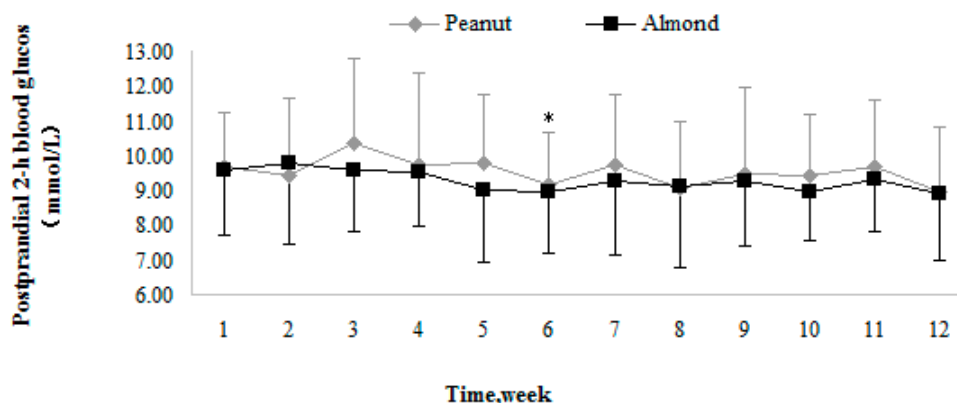 Peanut Almond
Postprandial 2-h blood glucos
( mmol/L)
13.00
12.00
11.00
10.00
9.00
8.00
7.00
6.00
*
1 2 3 4 5 6 7 8 9 10 11 12
Time,week